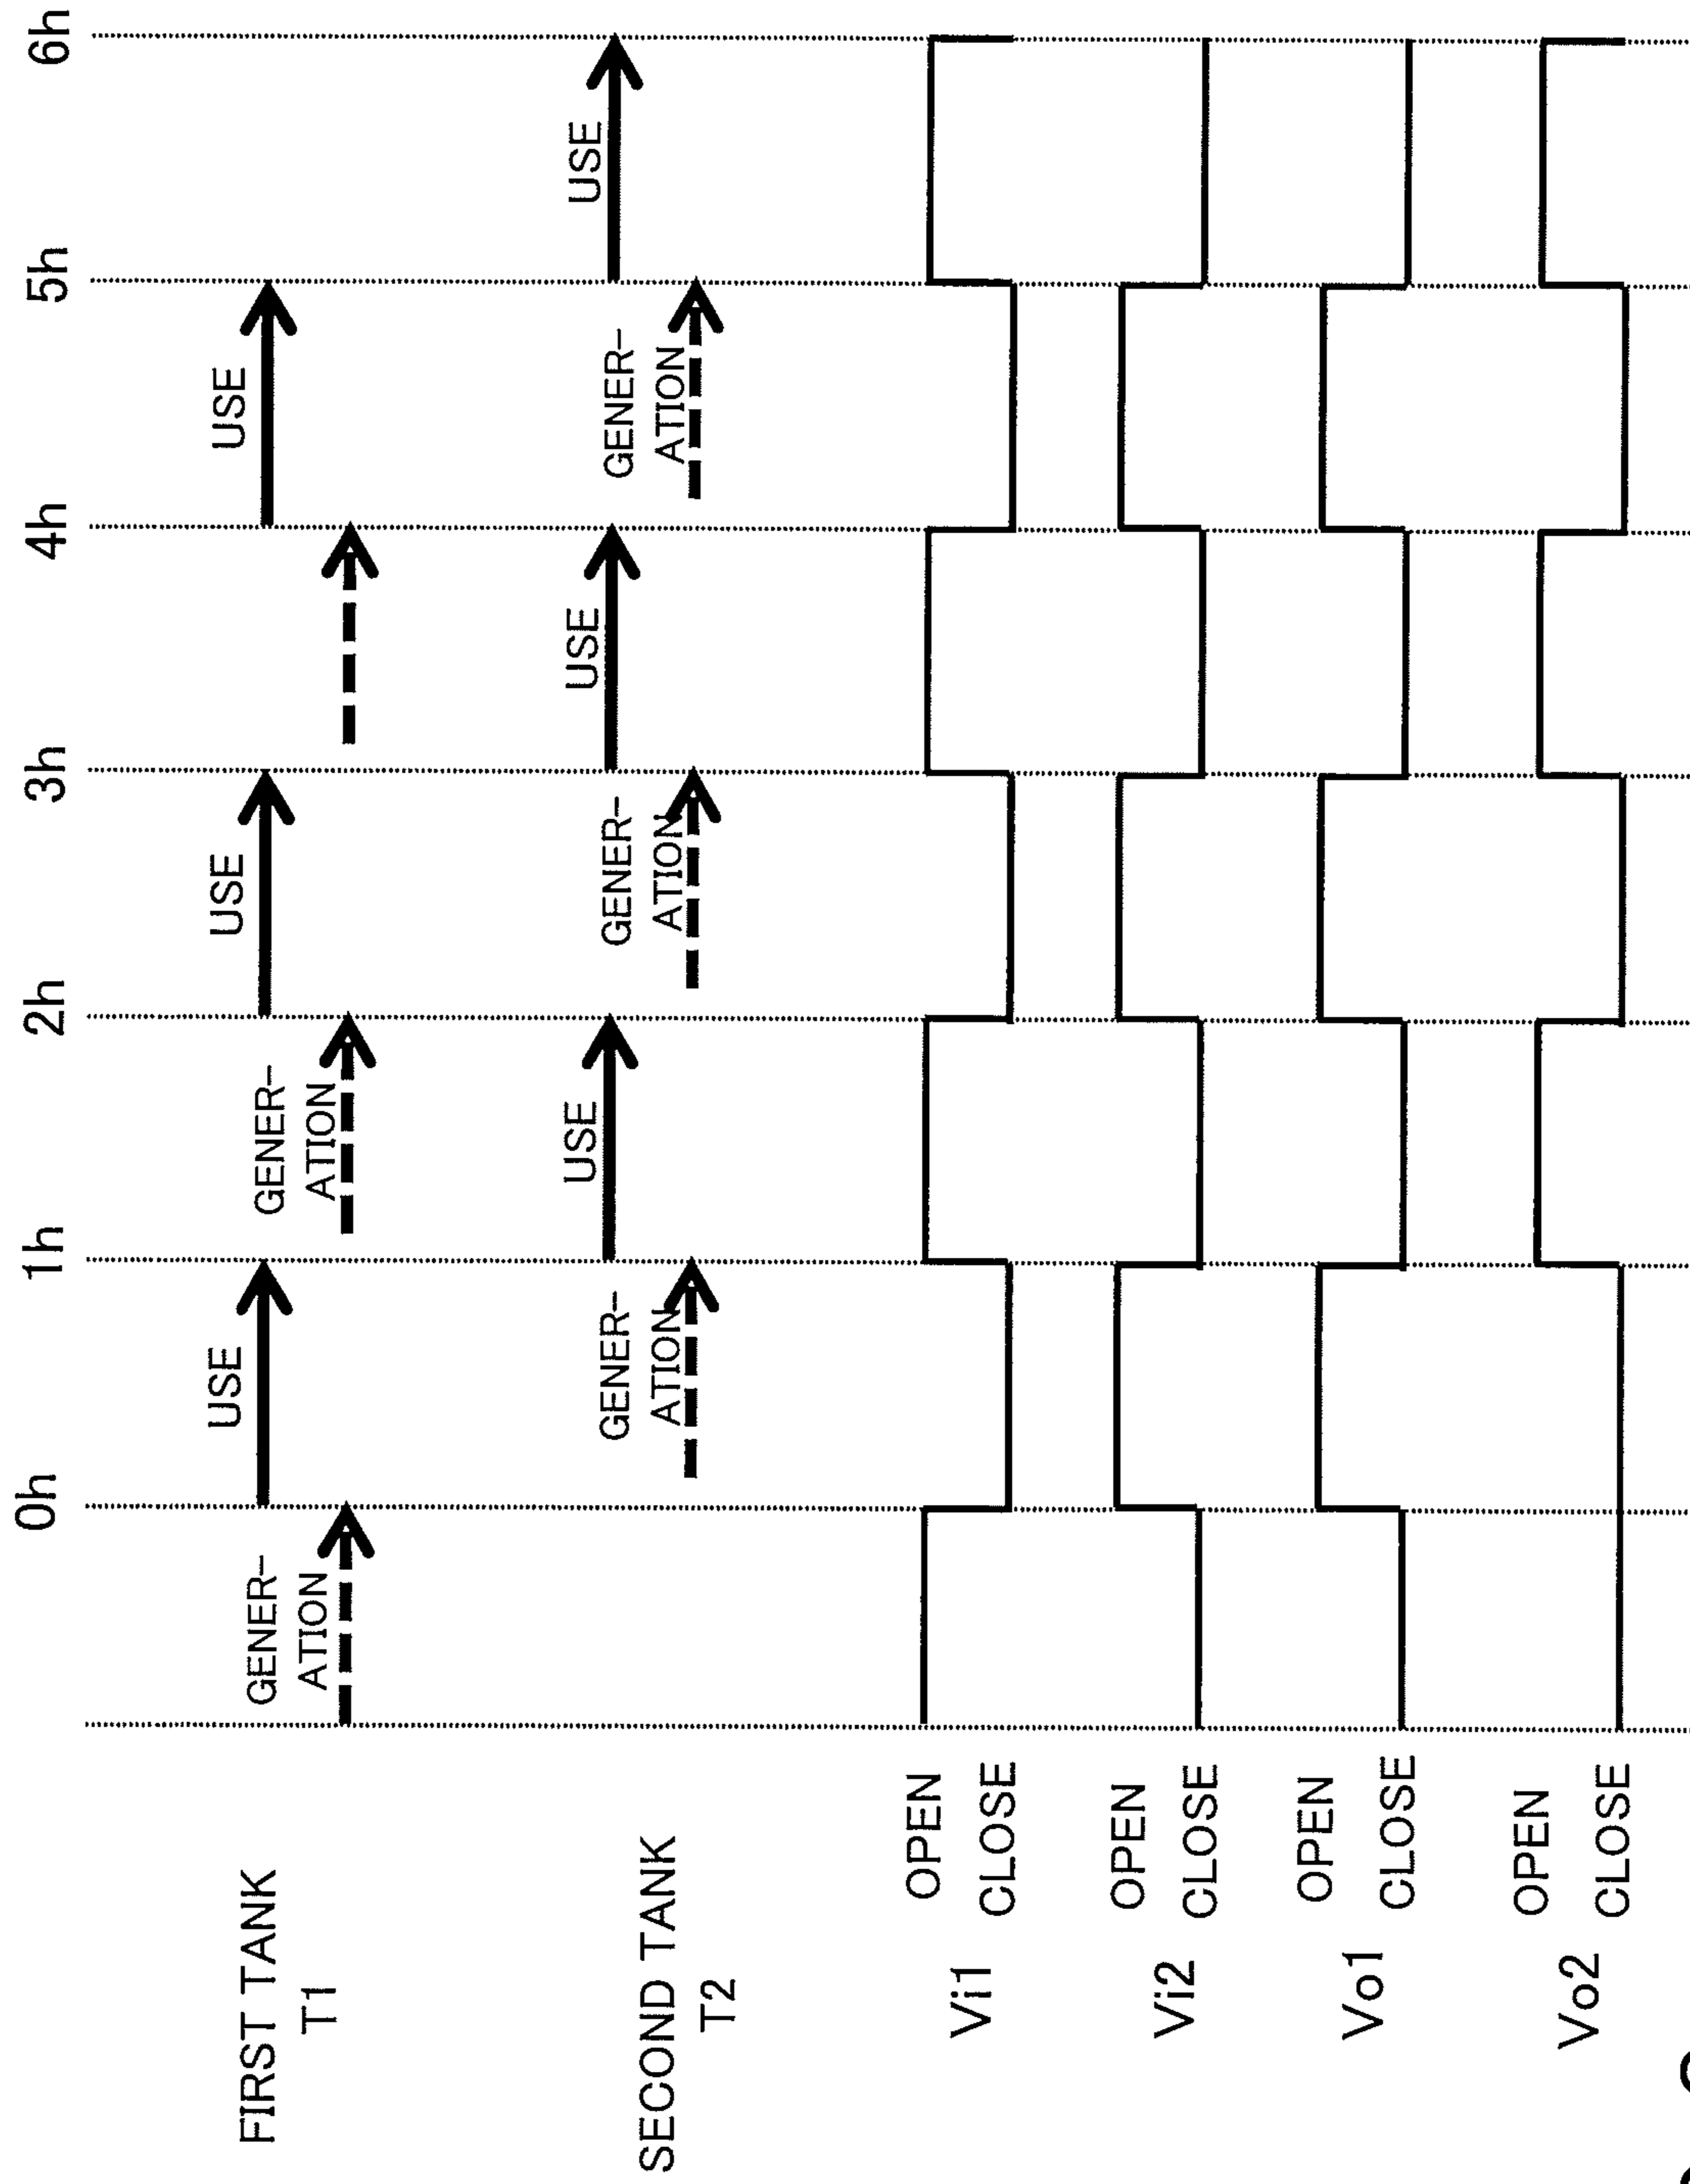 0h
1h
2h
3h
4h
5h
6h
FIRST TANK
T1
USE
USE
USE
GENER-
ATION
GENER-
ATION
SECOND TANK
T2
USE
USE
USE
GENER-
ATION
GENER-
ATION
GENER-
ATION
Vi1
OPEN
CLOSE
Vi2
OPEN
CLOSE
Vo1
OPEN
CLOSE
Vo2
OPEN
CLOSE